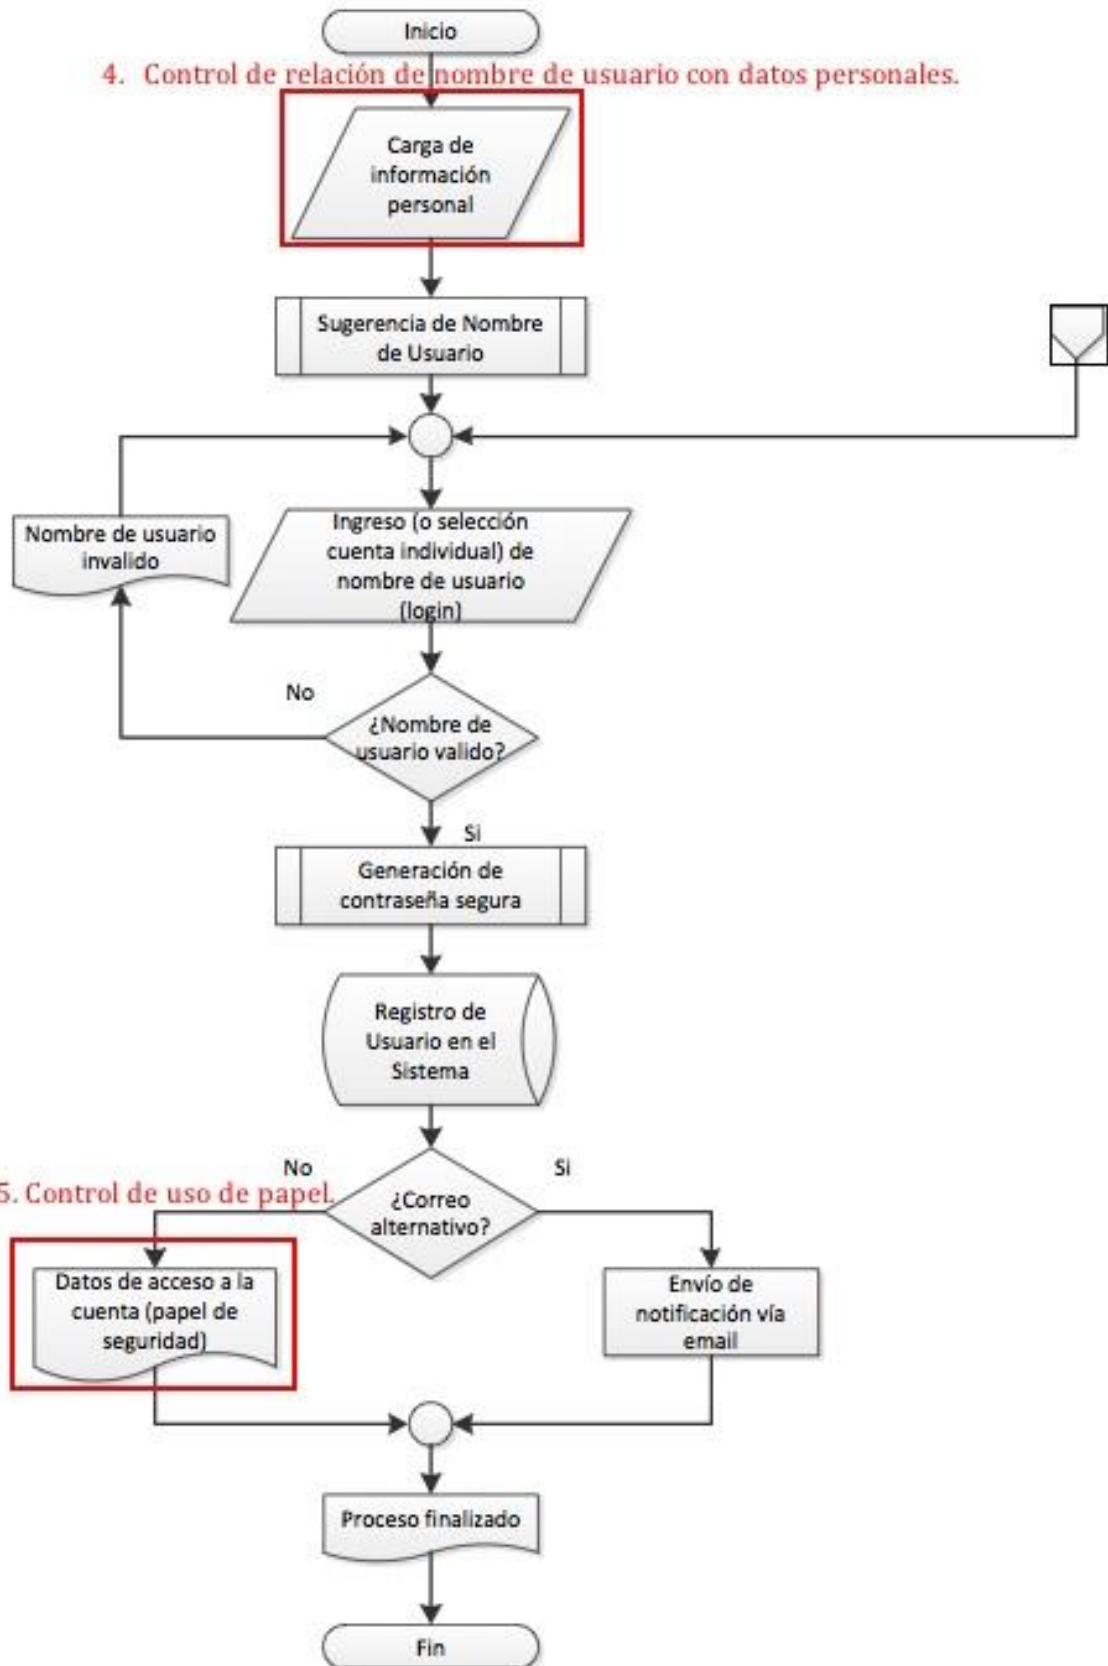 Inicio
4. Control de relación de nombre de usuario con datos personales.
Carga de
información
personal
Sugerencia de Nombre
de Usuario
Nombre de usuario
invalido
Ingreso (o selección
cuenta individual) de
nombre de usuario
(login)
No
¿Nombre de
usuario valido?
Si
Generación de
contraseña segura
Registro de
Usuario en el
Sistema
No
Si
5. Control de uso de papel.
¿Correo
alternativo?
Datos de acceso a la
cuenta (papel de
seguridad)
Envío de
notificación vía
email
Proceso finalizado
Fin